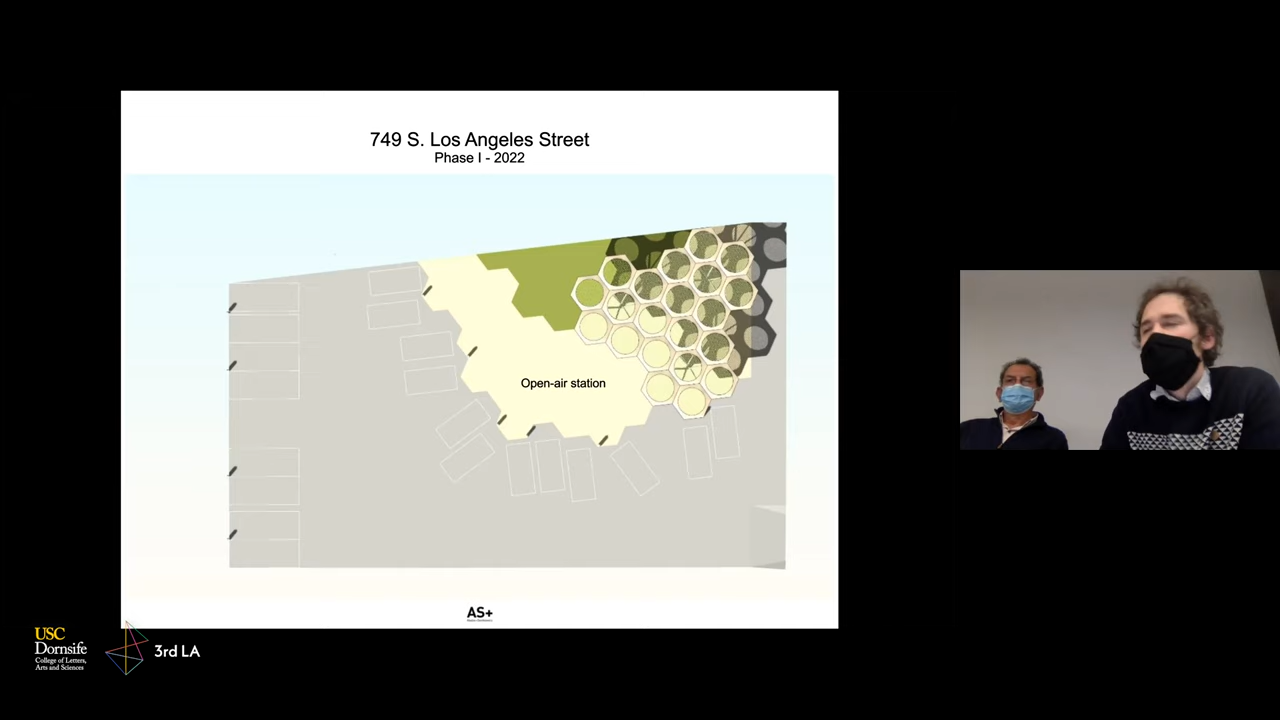 749 S. Los Angeles Street
Phase I - 2022
Open-air station
AS+
USC
Dornsife
College of Letters,
Arts and Sciences
3rd LA